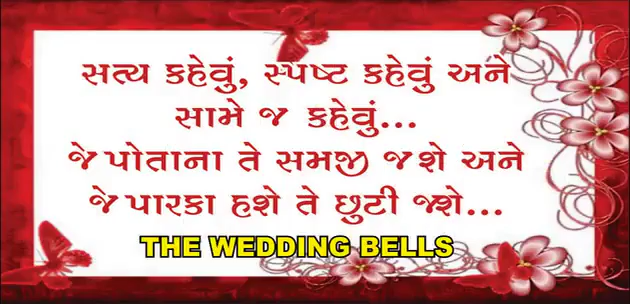 સત્ય કહેવું, સ્પષ્ટ કહેવું અને
સામે જ કહેવું...
જે પોતાના તે સમજી જશે અને
જે પારકા હશે તે છુટી જશે...
THE WEDDING BELLS